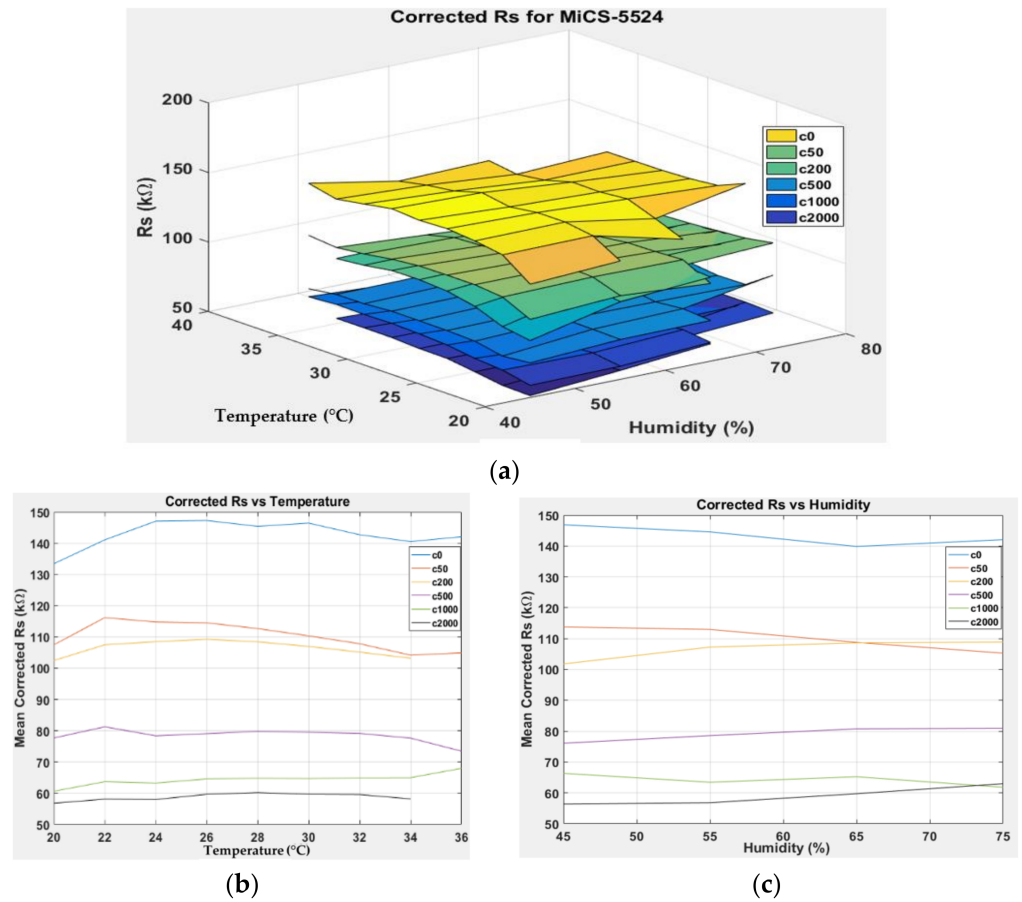 Corrected Rs for MiCS-5524
Rs (kΩ)
200
150
100
50
40
35
30
25
20
40
50
60
70
80
Temperature (°C)
Humidity (%)
c0
c50
c200
c500
c1000
c2000
(a)
Corrected Rs vs Temperature
Mean Corrected Rs (kΩ)
150
140
130
120
110
100
90
80
70
60
50
20 22 24 26 28 30 32 34 36
Temperature (°C)
c0
c50
c200
c500
c1000
c2000
(b)
Corrected Rs vs Humidity
Mean Corrected Rs (kΩ)
150
140
130
120
110
100
90
80
70
60
50
45 50 55 60 65 70 75
Humidity (%)
c0
c50
c200
c500
c1000
c2000
(c)